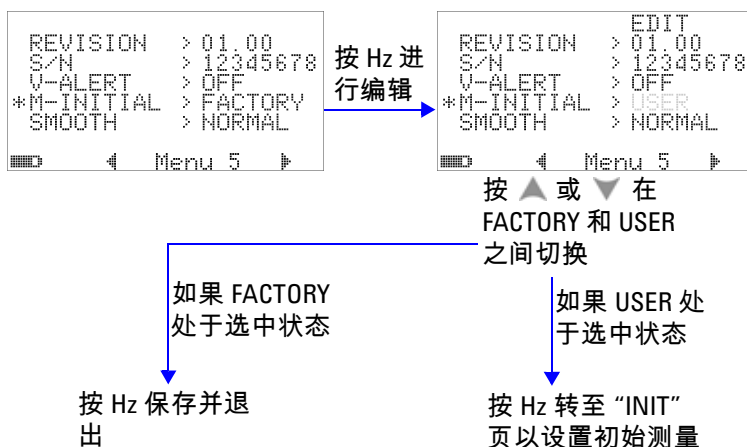 REVISION > 01.00
S/N > 12345678
V-ALERT > OFF
*M-INITIAL > FACTORY
SMOOTH > NORMAL
Menu 5
按 Hz 进
行编辑
EDIT
REVISION > 01.00
S/N > 12345678
V-ALERT > OFF
*M-INITIAL > USER
SMOOTH > NORMAL
Menu 5
按 ▲ 或 ▼ 在
FACTORY 和 USER
之间切换
如果 FACTORY
处于选中状态
如果 USER 处
于选中状态
按 Hz 保存并退
出
按 Hz 转至 “INIT”
页以设置初始测量